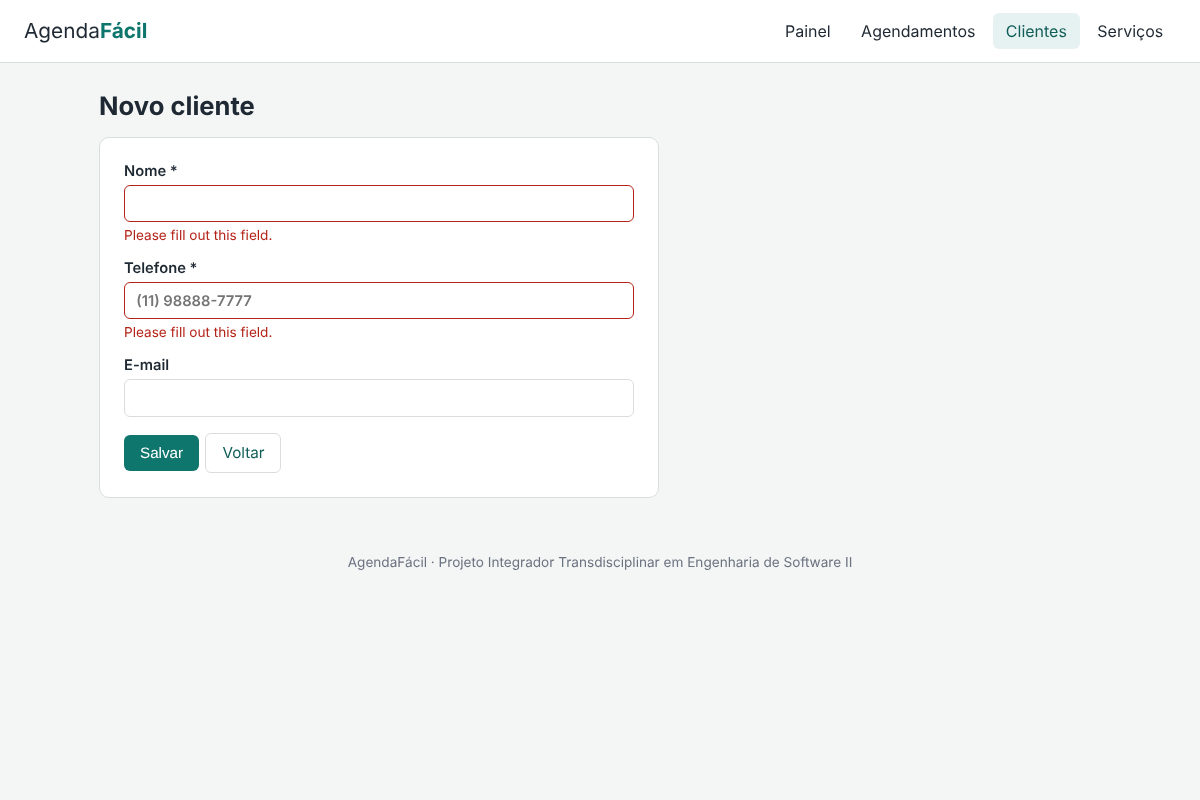 AgendaFácil
Painel Agendamentos Clientes Serviços
Novo cliente
Nome *
Please fill out this field.
Telefone *
(11) 98888-7777
Please fill out this field.
E-mail
Salvar Voltar
AgendaFácil · Projeto Integrador Transdisciplinar em Engenharia de Software II